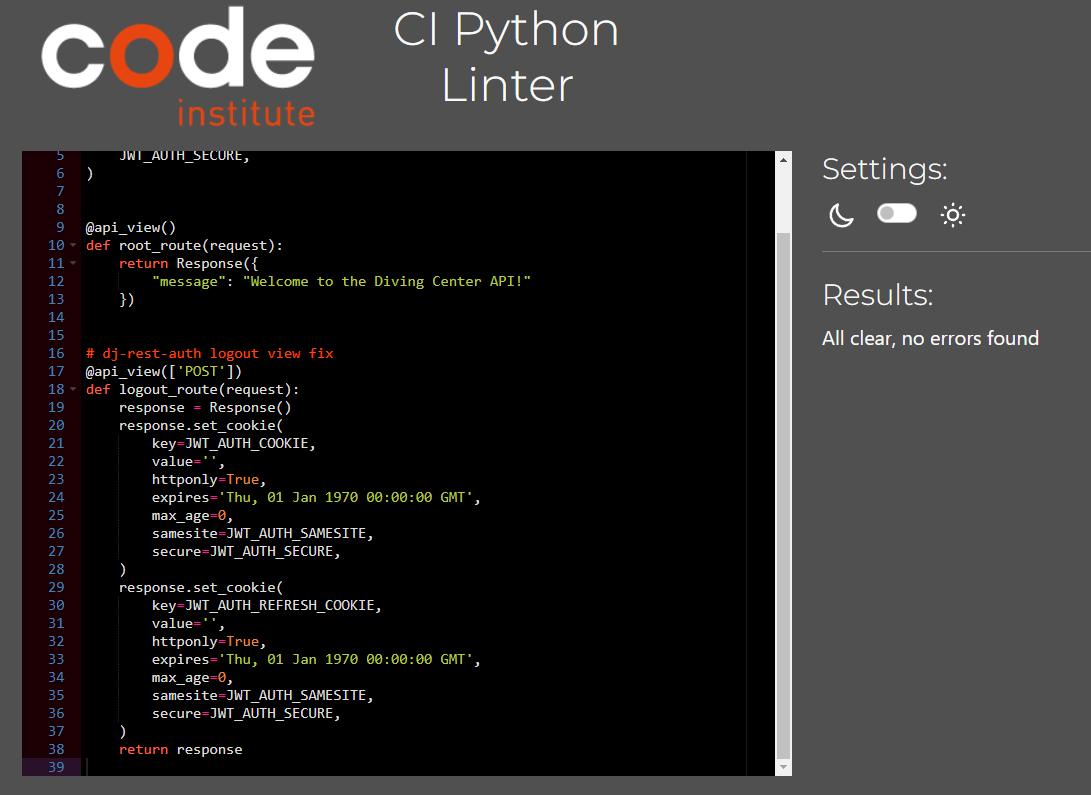 code
institute
CI Python
Linter
5 JWT_AUTH_SECURE,
6 )
7
8
9 @api_view()
10 def root_route(request):
11     return Response({
12         "message": "Welcome to the Diving Center API!"
13     })
14
15
16 # dj-rest-auth logout view fix
17 @api_view(['POST'])
18 def logout_route(request):
19     response = Response()
20     response.set_cookie(
21         key=JWT_AUTH_COOKIE,
22         value='',
23         httponly=True,
24         expires='Thu, 01 Jan 1970 00:00:00 GMT',
25         max_age=0,
26         samesite=JWT_AUTH_SAMESITE,
27         secure=JWT_AUTH_SECURE,
28     )
29     response.set_cookie(
30         key=JWT_AUTH_REFRESH_COOKIE,
31         value='',
32         httponly=True,
33         expires='Thu, 01 Jan 1970 00:00:00 GMT',
34         max_age=0,
35         samesite=JWT_AUTH_SAMESITE,
36         secure=JWT_AUTH_SECURE,
37     )
38     return response
39
Settings:
Results:
All clear, no errors found